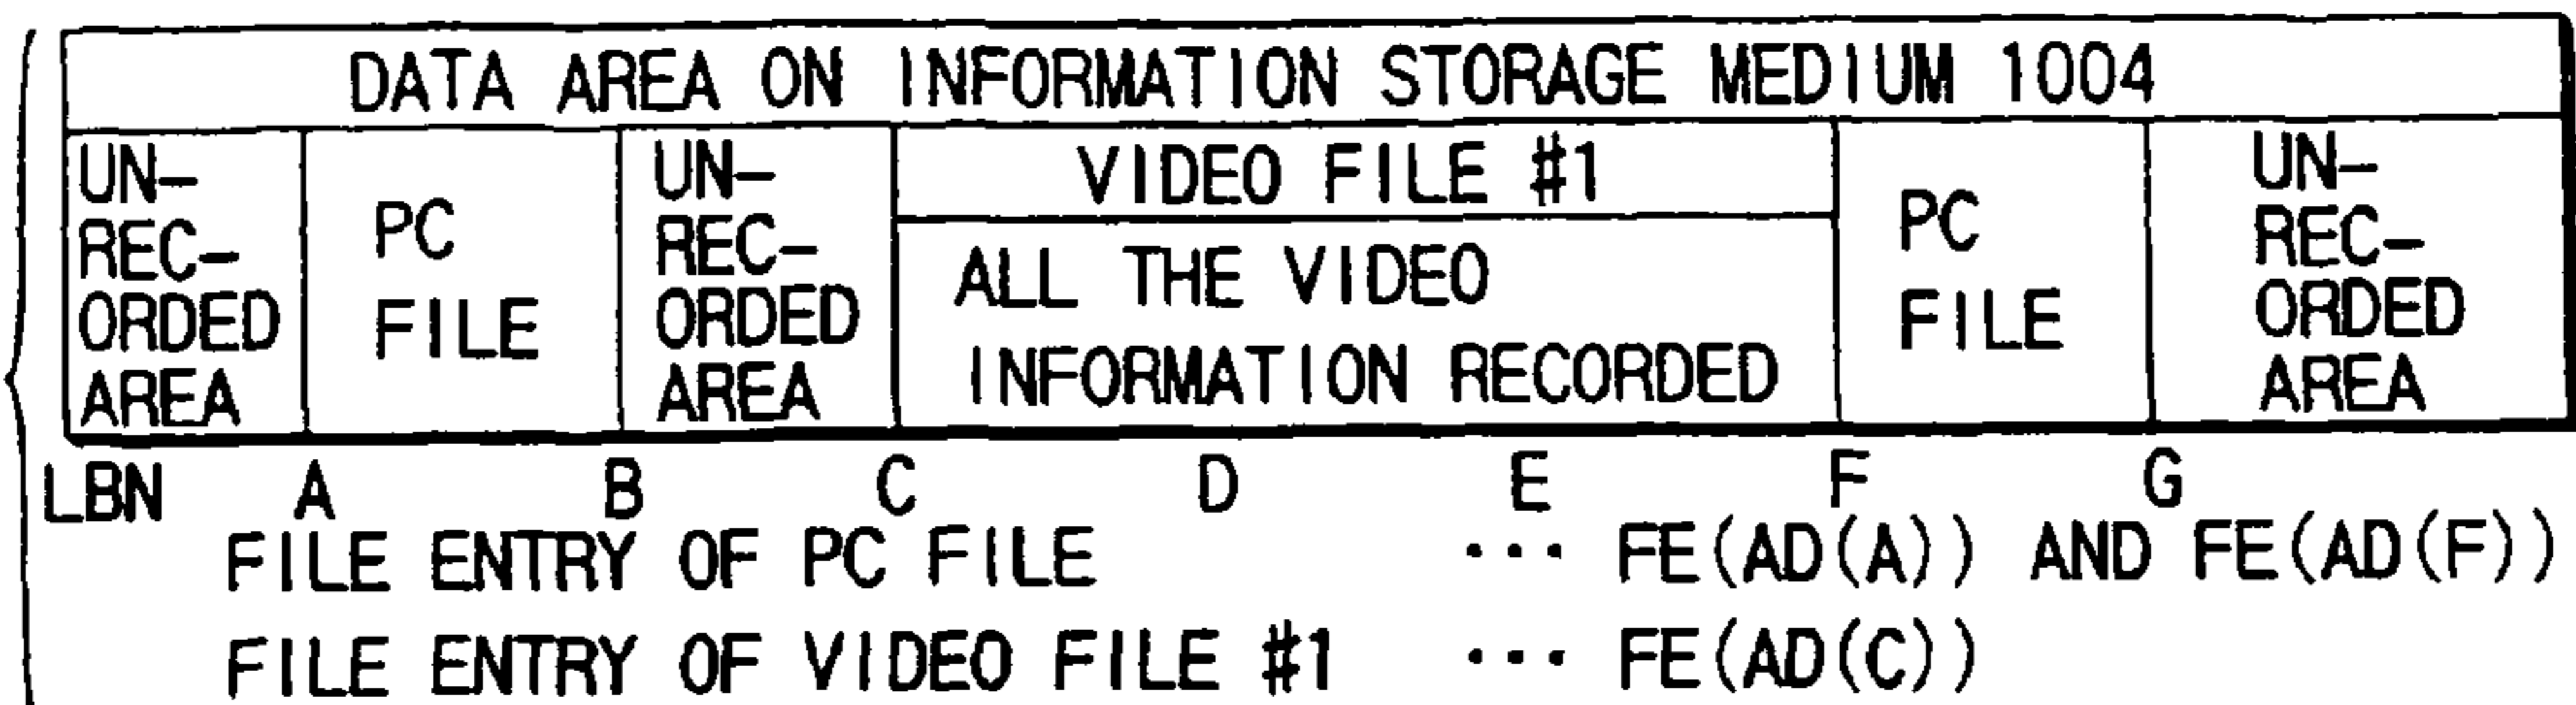 DATA AREA ON INFORMATION STORAGE MEDIUM 1004
UN-
REC-
ORDED
AREA
PC
FILE
UN-
REC-
ORDED
AREA
VIDEO FILE #1
ALL THE VIDEO
INFORMATION RECORDED
PC
FILE
UN-
REC-
ORDED
AREA
LBN A B C D E F G
FILE ENTRY OF PC FILE ... FE(AD(A)) AND FE(AD(F))
FILE ENTRY OF VIDEO FILE #1 ... FE(AD(C))